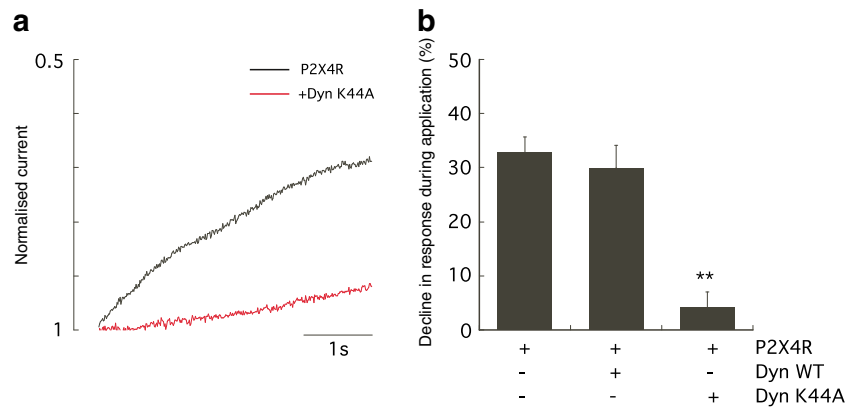 a
0.5
1
Normalised current
P2X4R
+Dyn K44A
1s
b
Decline in response during application (%)
50
40
30
20
10
0
**
+ + + P2X4R
- + - Dyn WT
- - + Dyn K44A